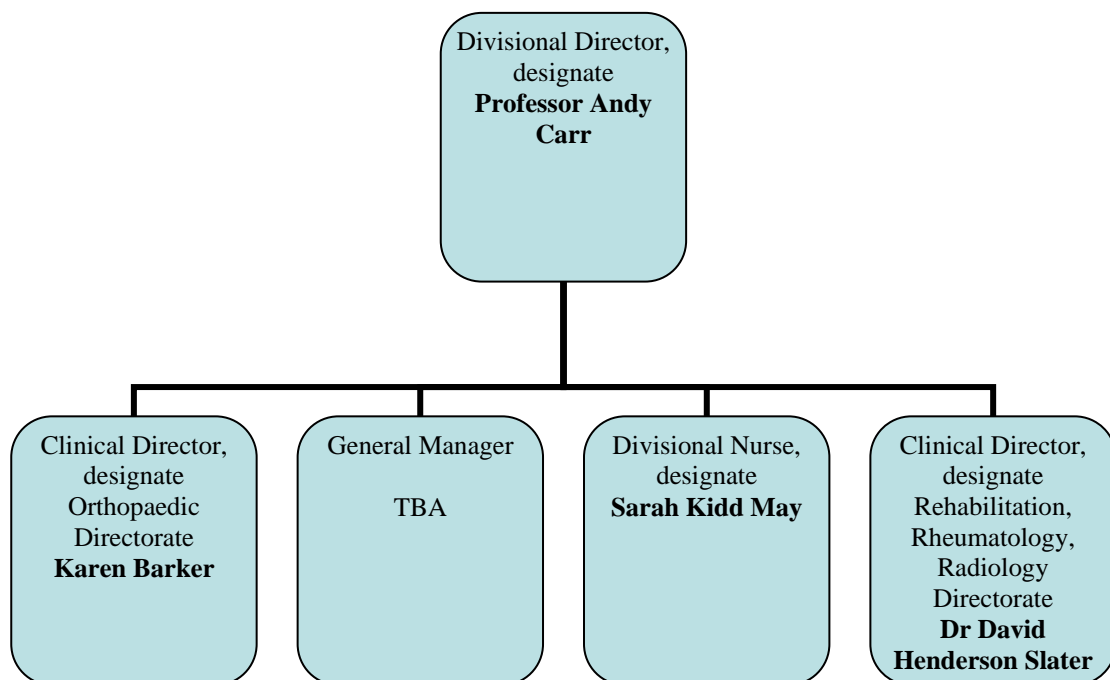 Divisional Director,
designate
Professor Andy
Carr
Clinical Director,
designate
Orthopaedic
Directorate
Karen Barker
General Manager
TBA
Divisional Nurse,
designate
Sarah Kidd May
Clinical Director,
designate
Rehabilitation,
Rheumatology,
Radiology
Directorate
Dr David
Henderson Slater